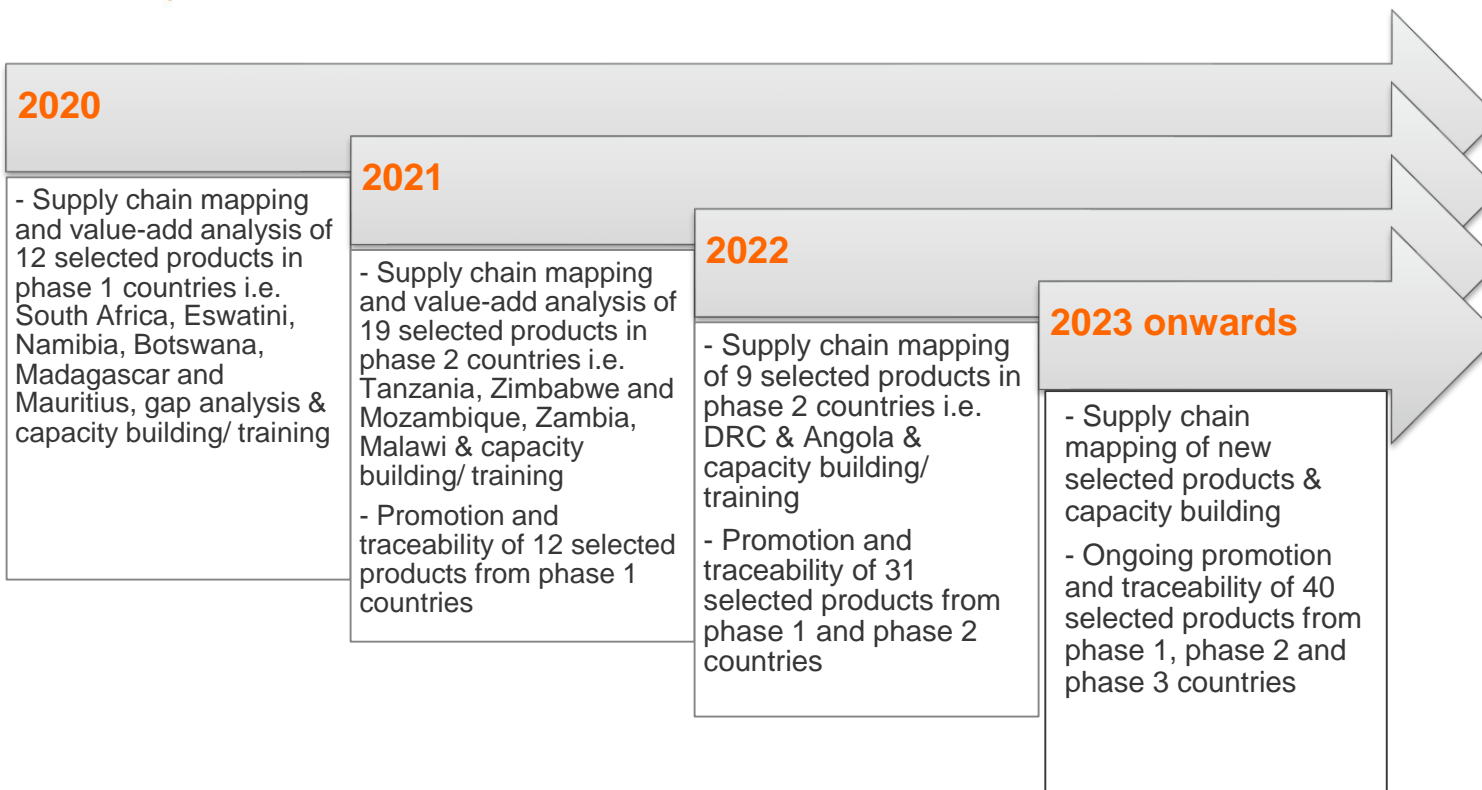 2020
- Supply chain mapping
and value-add analysis of
12 selected products in
phase 1 countries i.e.
South Africa, Eswatini,
Namibia, Botswana,
Madagascar and
Mauritius, gap analysis &
capacity building/ training
2021
- Supply chain mapping
and value-add analysis of
19 selected products in
phase 2 countries i.e.
Tanzania, Zimbabwe and
Mozambique, Zambia,
Malawi & capacity
building/ training
- Promotion and
traceability of 12 selected
products from phase 1
countries
2022
- Supply chain mapping
of 9 selected products in
phase 2 countries i.e.
DRC & Angola &
capacity building/
training
- Promotion and
traceability of 31
selected products from
phase 1 and phase 2
countries
2023 onwards
- Supply chain
mapping of new
selected products &
capacity building
- Ongoing promotion
and traceability of 40
selected products from
phase 1, phase 2 and
phase 3 countries